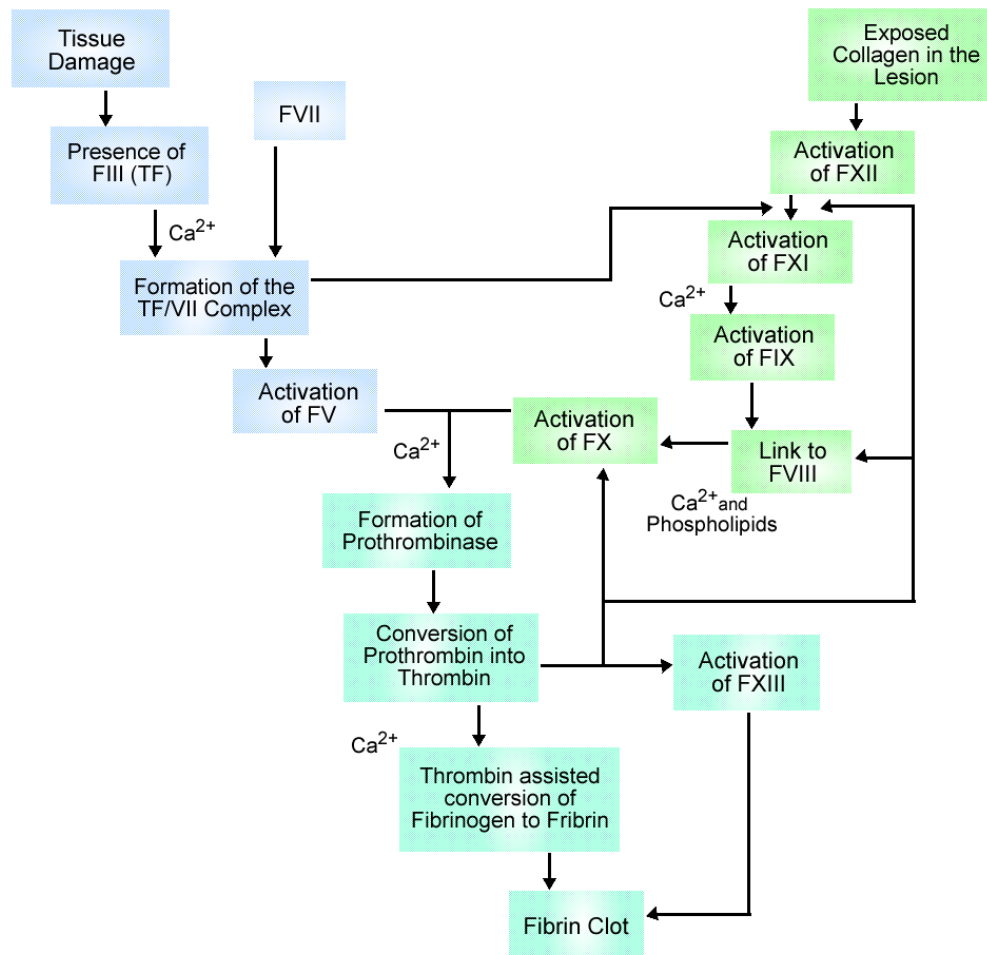 Tissue
Damage
Exposed
Collagen in the
Lesion
FVII
Presence of
FIII (TF)
Activation
of FXII
Ca2+
Formation of the
TF/VII Complex
Activation
of FXI
Ca2+
Activation
of FIX
Activation
of FV
Activation
of FX
Link to
FVIII
Ca2+
Ca2+ and
Phospholipids
Formation of
Prothrombinase
Conversion of
Prothrombin into
Thrombin
Activation
of FXIII
Ca2+
Thrombin assisted
conversion of
Fibrinogen to Fribrin
Fibrin Clot